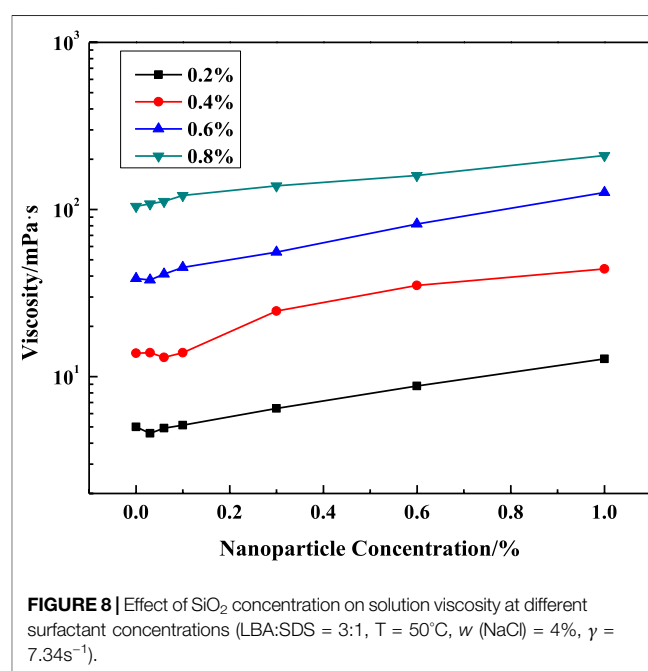 10³
0.2%
0.4%
0.6%
0.8%
10²
10¹
Viscosity/mPa·s
0.0 0.2 0.4 0.6 0.8 1.0
Nanoparticle Concentration/%
FIGURE 8 | Effect of SiO₂ concentration on solution viscosity at different
surfactant concentrations (LBA:SDS = 3:1, T = 50°C, w (NaCl) = 4%, γ =
7.34s⁻¹).